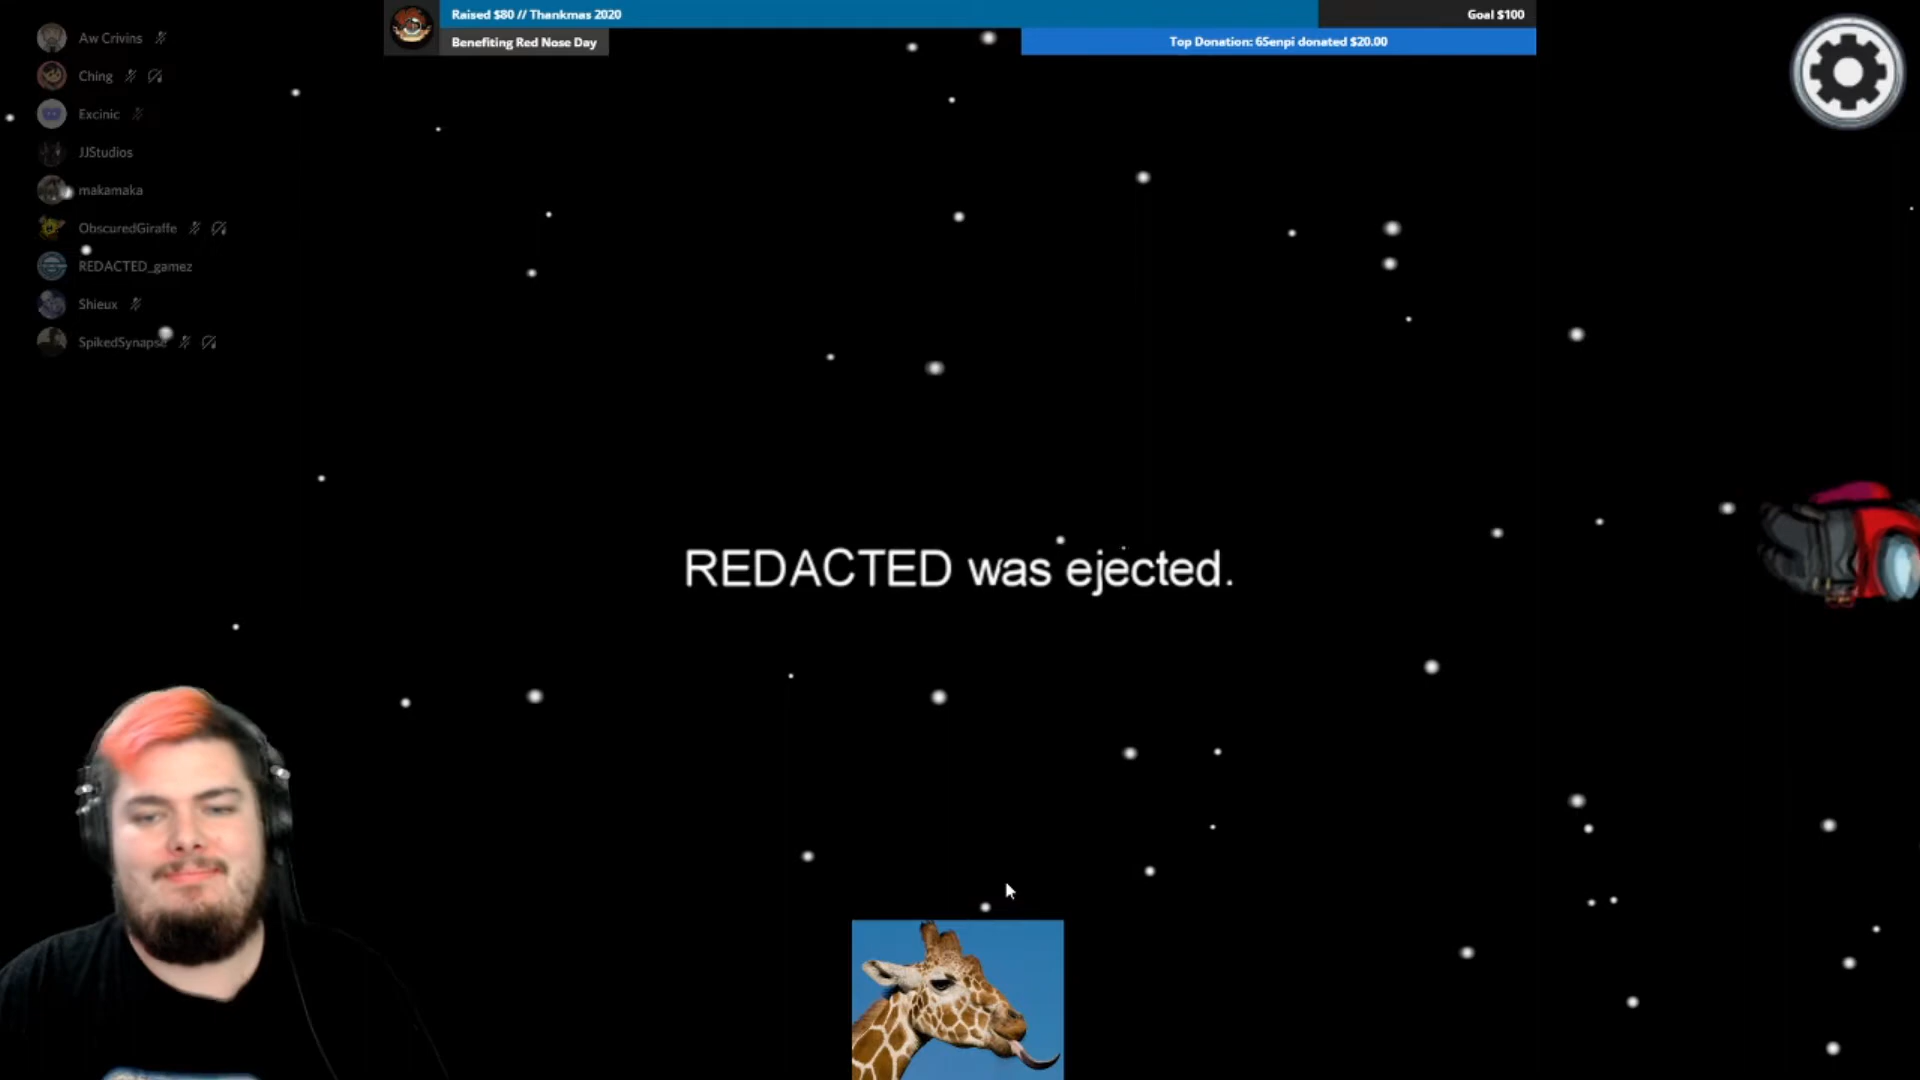 Raised $80 // Thankmas 2020
Goal $100
Benefiting Red Nose Day
Top Donation: 6Senpi donated $20.00
Aw Crivins
Ching
Excinic
JJStudios
makamaka
ObscuredGiraffe
REDACTED_gamez
Shieux
SpikedSynapse
REDACTED was ejected.